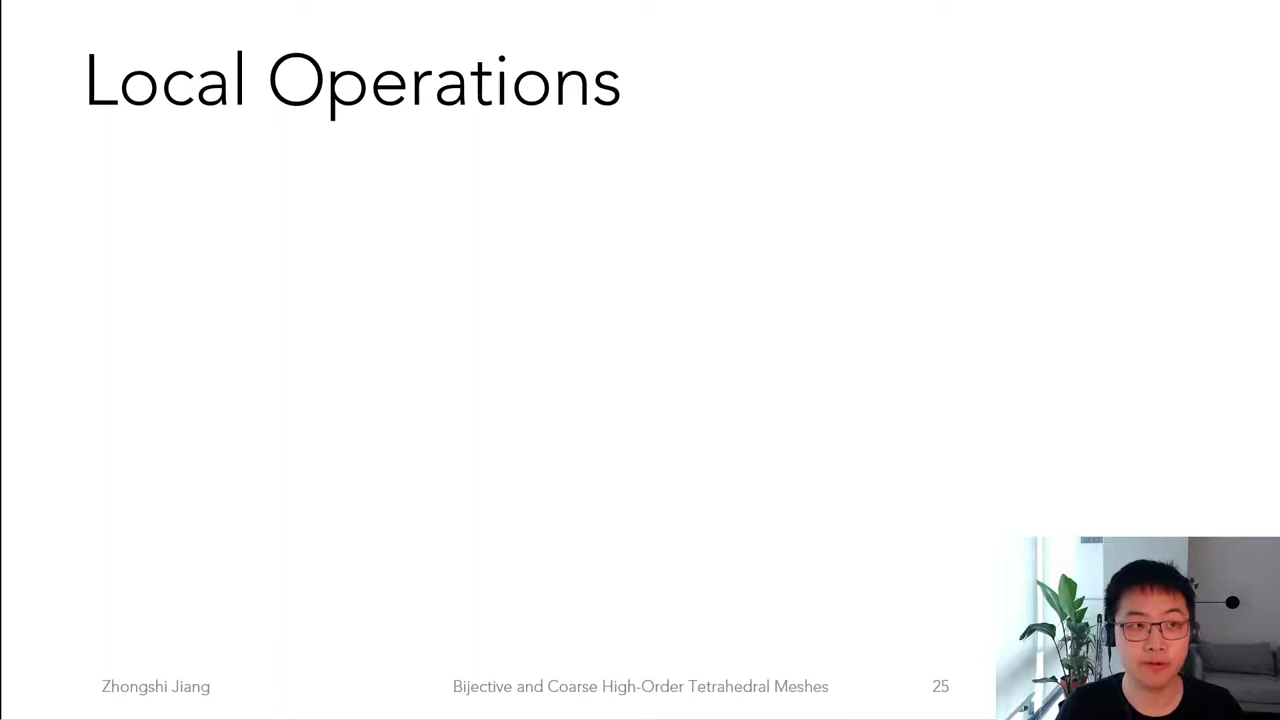 Local Operations
Zhongshi Jiang
Bijective and Coarse High-Order Tetrahedral Meshes
25